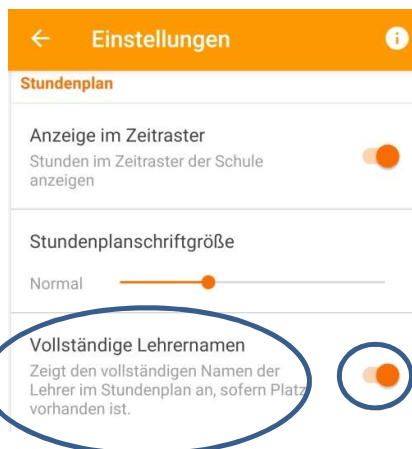 Einstellungen
Stundenplan
Anzeige im Zeitraster
Stunden im Zeitraster der Schule
anzeigen
Stundenplanschriftgröße
Normal
Vollständige Lehrernamen
Zeigt den vollständigen Namen der
Lehrer im Stundenplan an, sofern Platz
vorhanden ist.